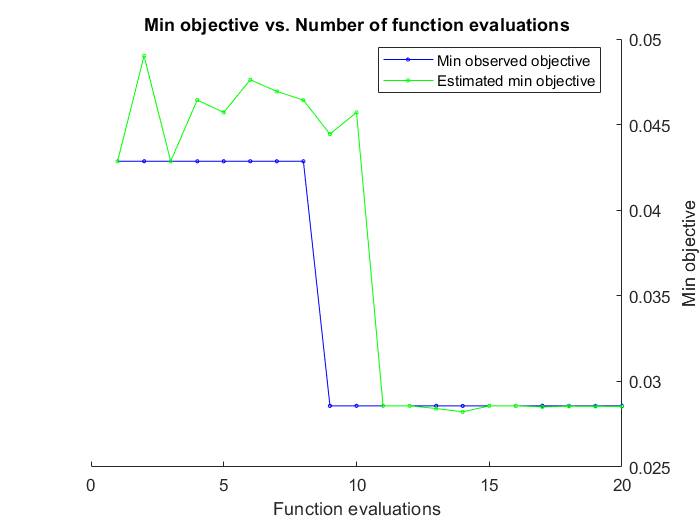 Min objective vs. Number of function evaluations
Min observed objective
Estimated min objective
0.05
0.045
0.04
0.035
0.03
0.025
Min objective
0 5 10 15 20
Function evaluations